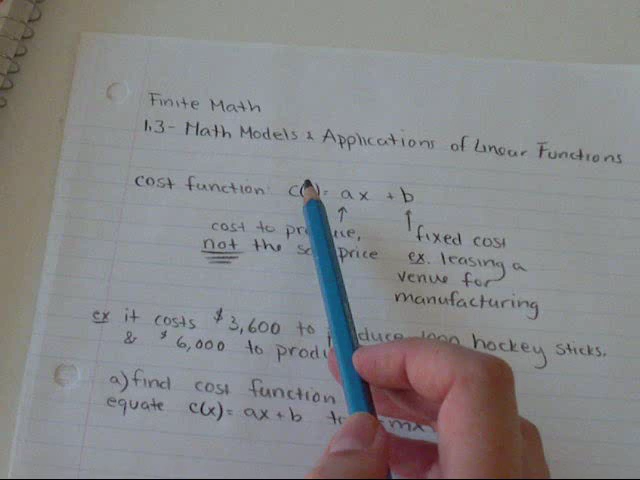 Finite Math
1.3- Math Models & Applications of Linear Functions
cost function: c( )= ax + b
cost to produce,
not the price
fixed cost
ex. leasing a
venue for
manufacturing
ex it costs $3,600 to produce hockey sticks.
& $6,000 to
a) find cost function
equate c(x) = ax + b